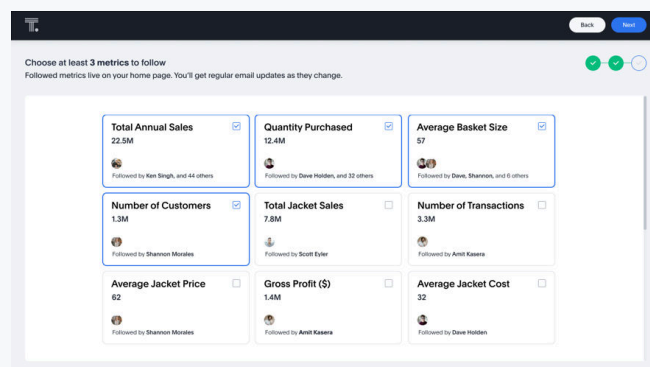 T.
Back
Next
Choose at least 3 metrics to follow
Followed metrics live on your home page. You'll get regular email updates as they change.
Total Annual Sales
22.5M
Followed by Ken Singh, and 44 others
Quantity Purchased
12.4M
Followed by Dave Holden, and 32 others
Average Basket Size
57
Followed by Dave, Shannon, and 6 others
Number of Customers
1.3M
Followed by Shannon Morales
Total Jacket Sales
7.8M
Followed by Scott Eyler
Number of Transactions
3.3M
Followed by Amit Kasera
Average Jacket Price
62
Followed by Shannon Morales
Gross Profit ($)
1.4M
Followed by Amit Kasera
Average Jacket Cost
32
Followed by Dave Holden